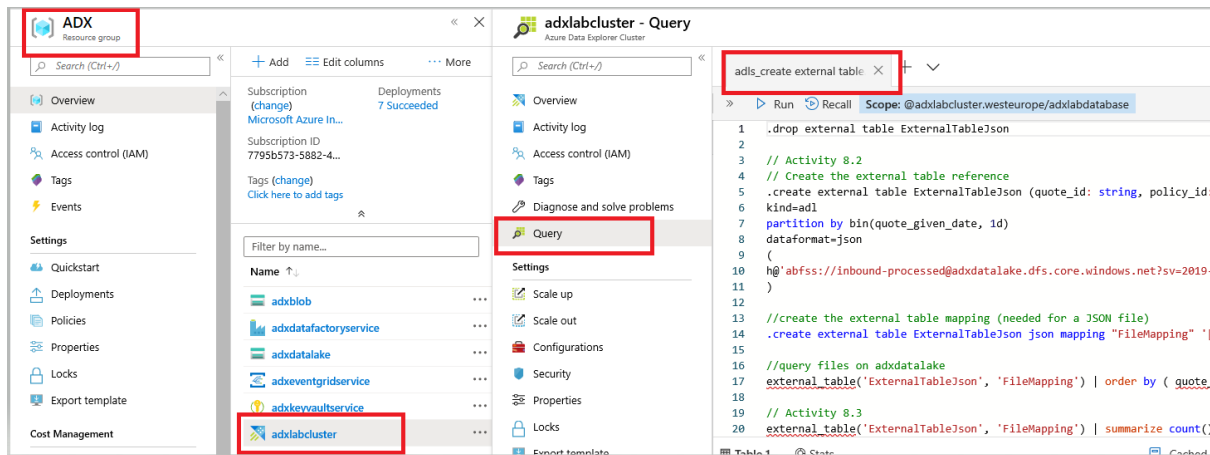 ADX
Resource group
Search (Ctrl+/)
Overview
Activity log
Access control (IAM)
Tags
Events
Settings
Quickstart
Deployments
Policies
Properties
Locks
Export template
Cost Management
Add Edit columns More
Subscription
(change)
Microsoft Azure In...
Deployments
7 Succeeded
Subscription ID
7795b573-5882-4...
Tags (change)
Click here to add tags
Filter by name...
Name
adxblob
adxdatafactoryservice
adxdatalake
adxeventgridservice
adxkeyvaultservice
adxlabcluster
adxlabcluster - Query
Azure Data Explorer Cluster
Search (Ctrl+/)
Overview
Activity log
Access control (IAM)
Tags
Diagnose and solve problems
Query
Settings
Scale up
Scale out
Configurations
Security
Properties
Locks
Export template
adls_create external table
Run Recall Scope: @adxlabcluster.westeurope/adxlabdatabase
1 .drop external table ExternalTableJson
2
3 // Activity 8.2
4 // Create the external table reference
5 .create external table ExternalTableJson (quote_id: string, policy_id:
6 kind=adl
7 partition by bin(quote_given_date, 1d)
8 dataformat=json
9 (
10 h@'abfss://inbound-processed@adxdatalake.dfs.core.windows.net?sv=2019-
11 )
12
13 //create the external table mapping (needed for a JSON file)
14 .create external table ExternalTableJson json mapping "FileMapping" '[
15
16 //query files on adxdatalake
17 external_table('ExternalTableJson', 'FileMapping') | order by ( quote_
18
19 // Activity 8.3
20 external_table('ExternalTableJson', 'FileMapping') | summarize count()
Table 1 Stats Cached